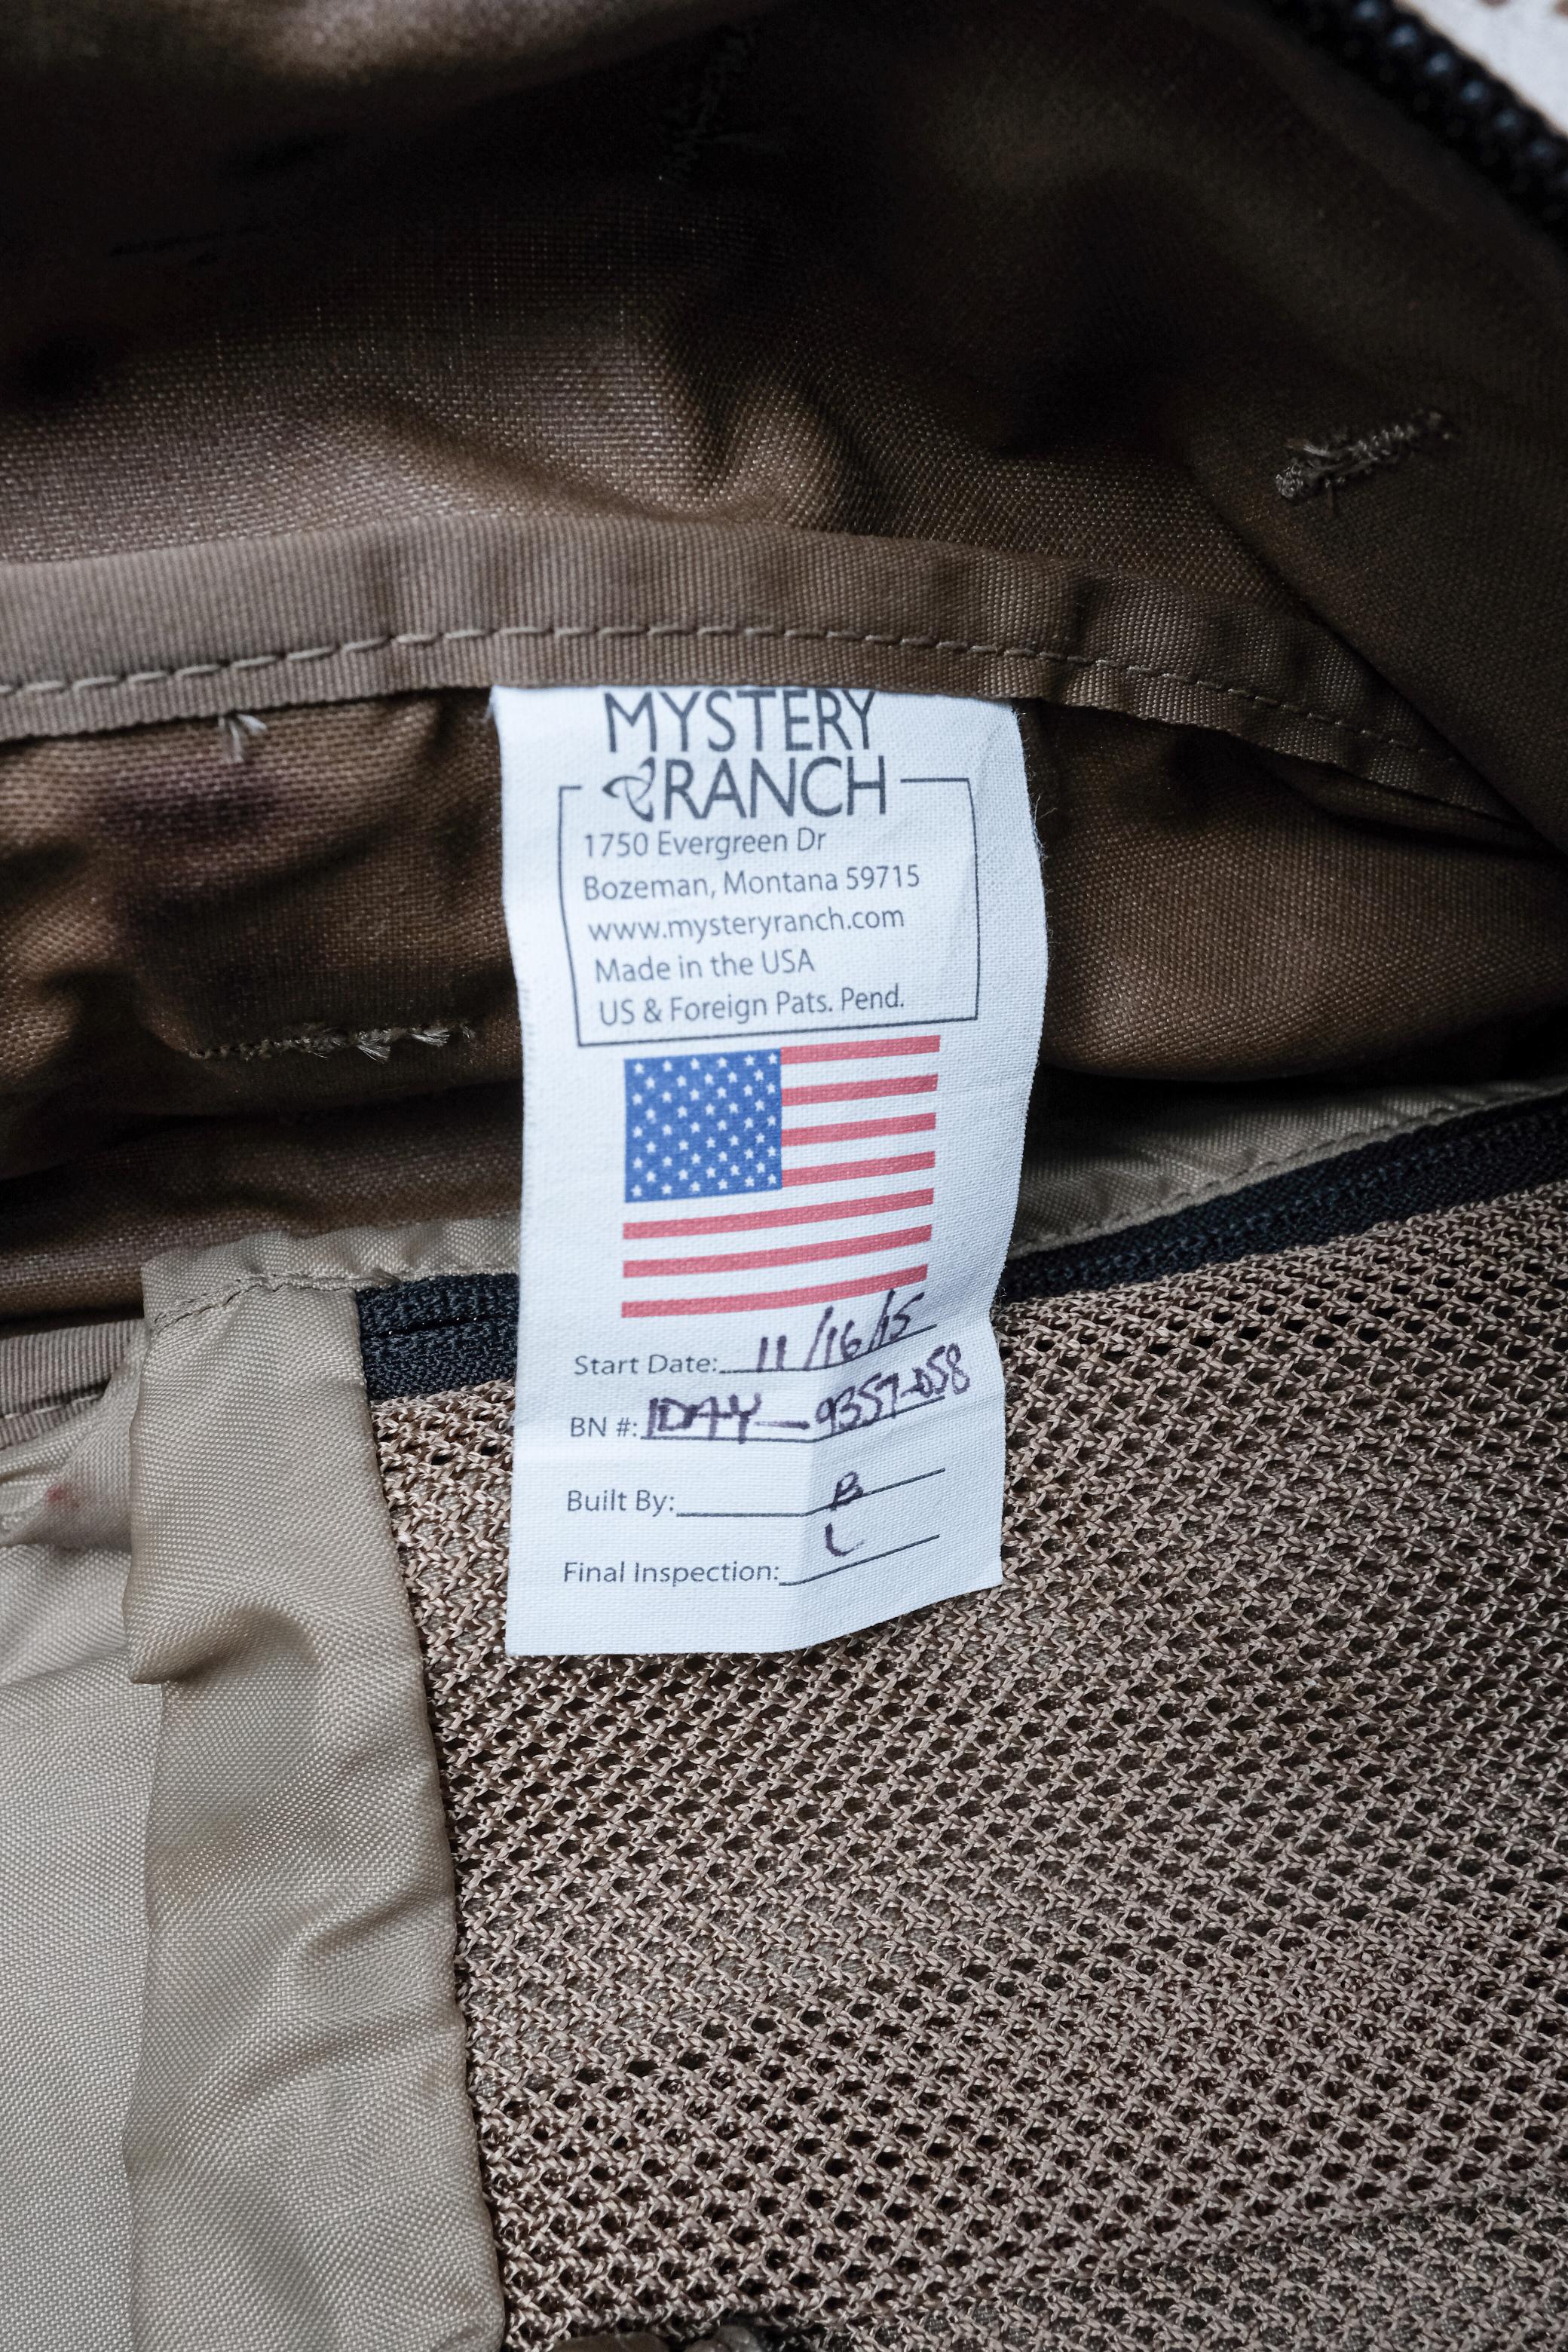 MYSTERY
RANCH
1750 Evergreen Dr
Bozeman, Montana 59715
www.mysteryranch.com
Made in the USA
US & Foreign Pats. Pend.
Start Date: 11/16/15
BN #: 1DAY-9357-058
Built By: B
Final Inspection: L